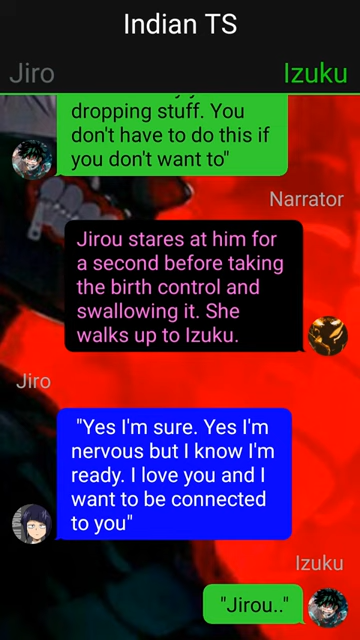 Indian TS
Jiro
Izuku
dropping stuff. You
don't have to do this if
you don't want to"
Narrator
Jirou stares at him for
a second before taking
the birth control and
swallowing it. She
walks up to Izuku.
Jiro
"Yes I'm sure. Yes I'm
nervous but I know I'm
ready. I love you and I
want to be connected
to you"
Izuku
"Jirou.."